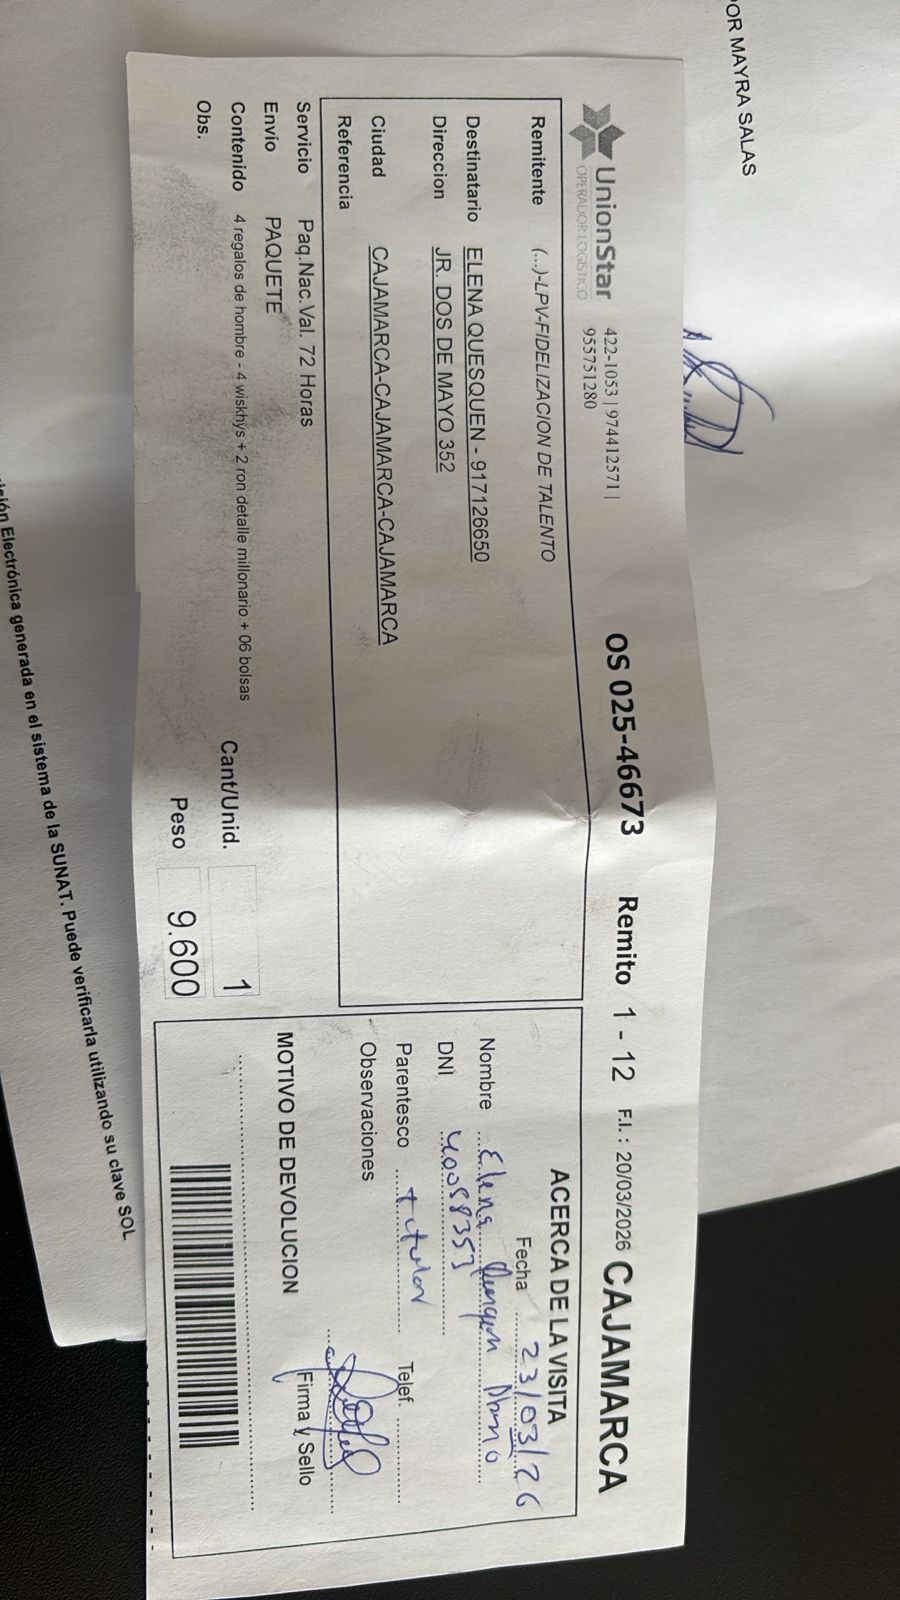 POR MAYRA SALAS
UnionStar
OPERADOR LOGISTICO
422-1053 | 974412571 |
955751280
OS 025-46673 Remito 1 - 12 F.I.: 20/03/2026 CAJAMARCA
Remitente (...)-LPV-FIDELIZACION DE TALENTO
Destinatario ELENA QUESQUEN - 917126650
Direccion JR. DOS DE MAYO 352
Ciudad CAJAMARCA-CAJAMARCA-CAJAMARCA
Referencia
Servicio Paq.Nac.Val. 72 Horas
Envío PAQUETE
Contenido 4 regalos de hombre - 4 wiskhys + 2 ron detalle millonario + 06 bolsas
Obs.
Cant/Unid. 1
Peso 9.600
ACERCA DE LA VISITA
Fecha 23/03/26
Nombre Elena
DNI 40058353
Parentesco titular Telef.
Observaciones
Firma y Sello
MOTIVO DE DEVOLUCION
Electrónica generada en el sistema de la SUNAT. Puede verificarla utilizando su clave SOL